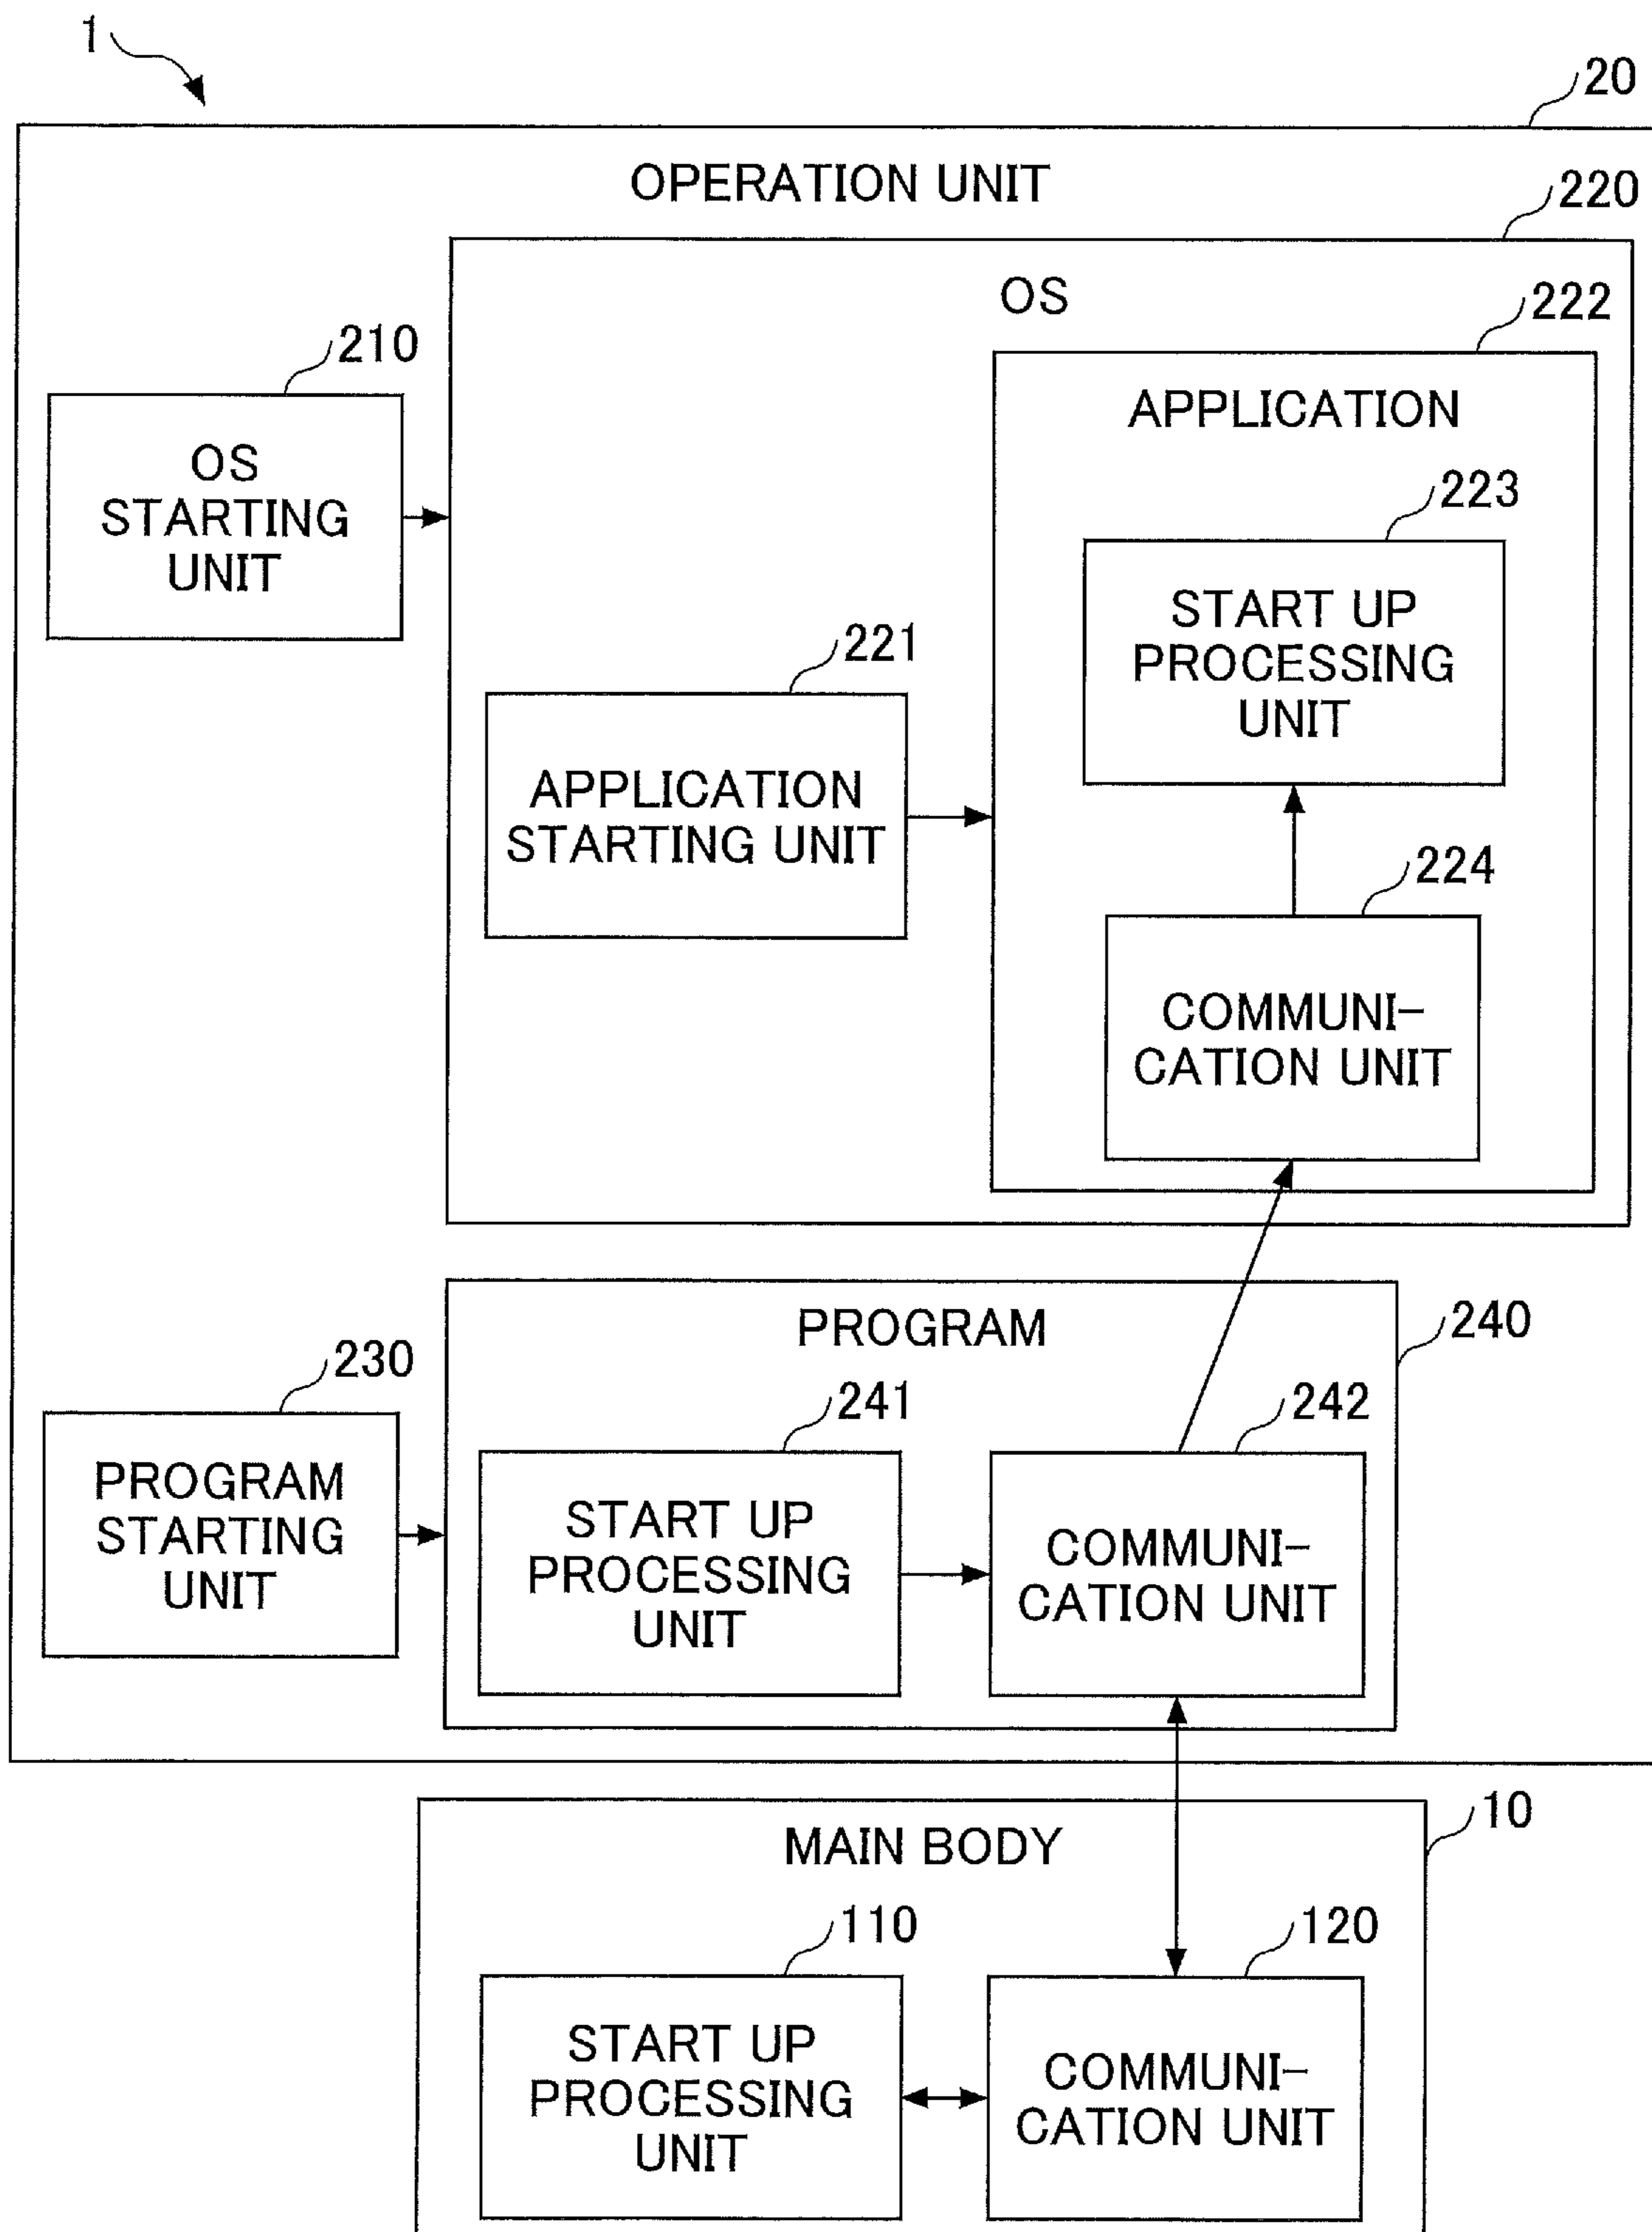 1
20
OPERATION UNIT
220
OS
222
210
APPLICATION
OS
STARTING
UNIT
223
START UP
PROCESSING
UNIT
221
APPLICATION
STARTING UNIT
224
COMMUNI-
CATION UNIT
PROGRAM
240
230
241
242
PROGRAM
STARTING
UNIT
START UP
PROCESSING
UNIT
COMMUNI-
CATION UNIT
10
MAIN BODY
110
120
START UP
PROCESSING
UNIT
COMMUNI-
CATION UNIT